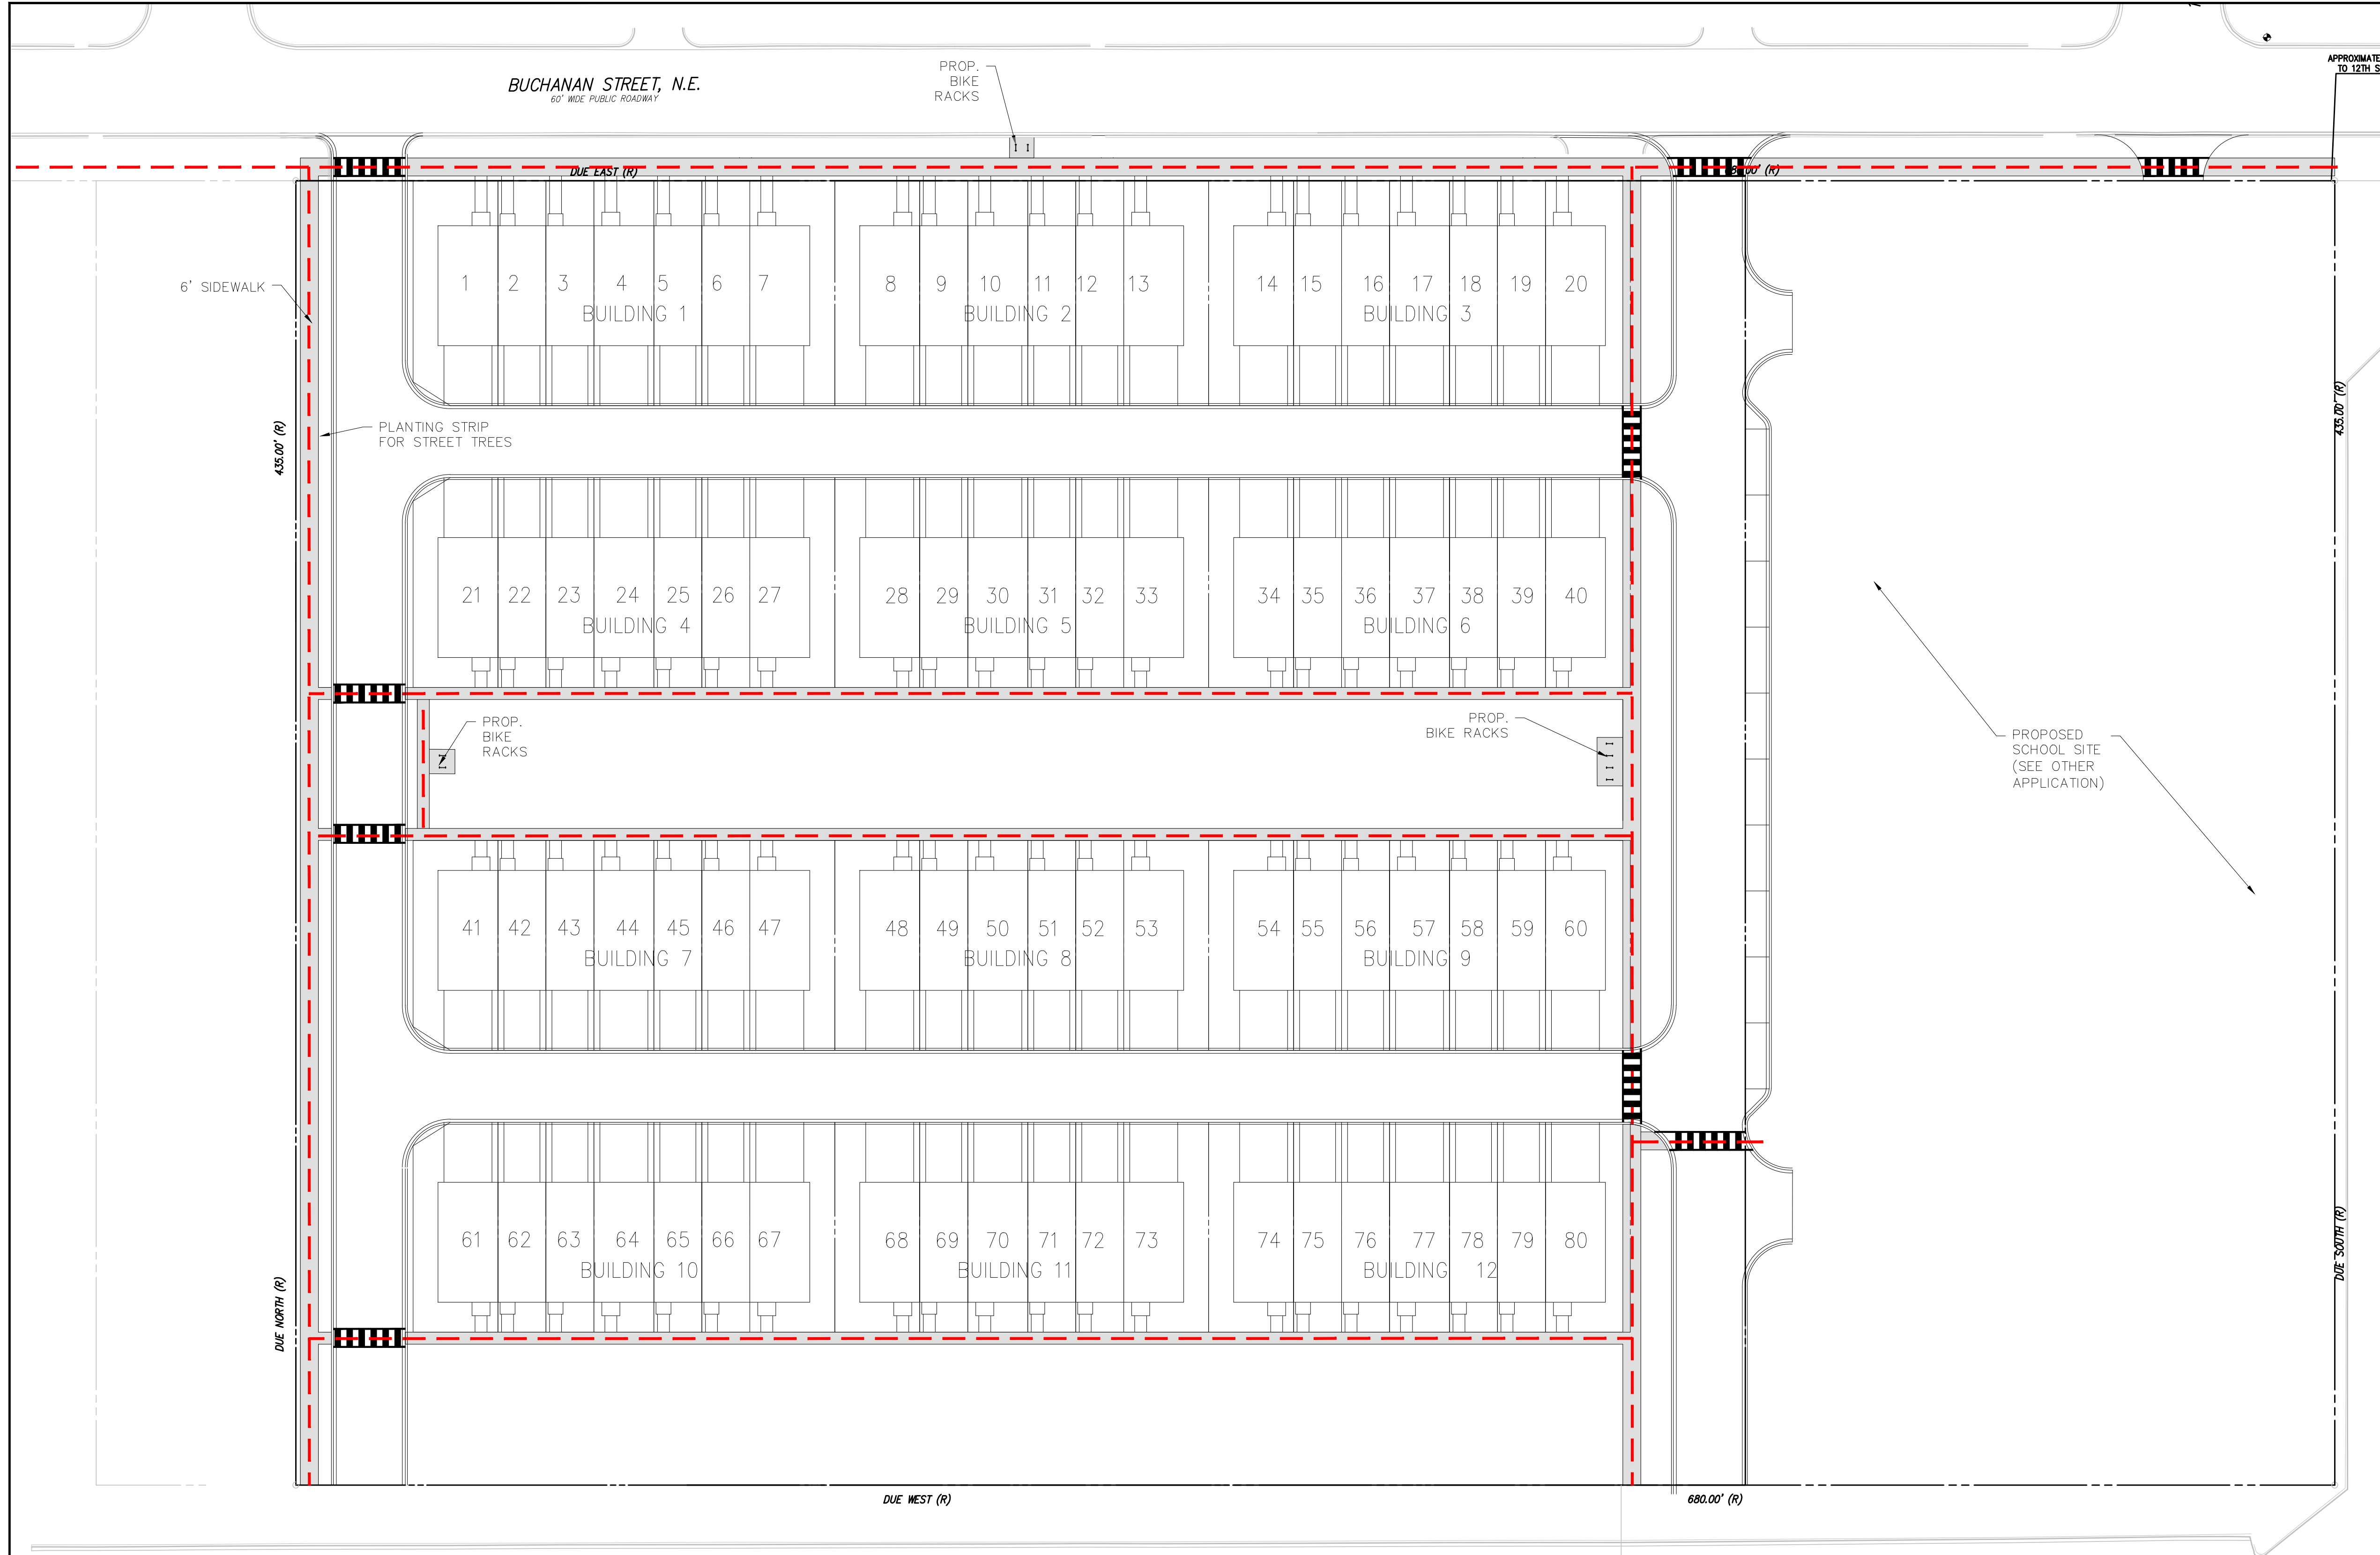 APPROXIMATE
TO 12TH S
BUCHANAN STREET, N.E.
60' WIDE PUBLIC ROADWAY
PROP.
BIKE
RACKS
DUE EAST (R)
(R)
6' SIDEWALK
1 2 3 4 5 6 7
BUILDING 1
8 9 10 11 12 13
BUILDING 2
14 15 16 17 18 19 20
BUILDING 3
435.00' (R)
PLANTING STRIP
FOR STREET TREES
435.00' (R)
21 22 23 24 25 26 27
BUILDING 4
28 29 30 31 32 33
BUILDING 5
34 35 36 37 38 39 40
BUILDING 6
PROP.
BIKE
RACKS
PROP.
BIKE RACKS
PROPOSED
SCHOOL SITE
(SEE OTHER
APPLICATION)
41 42 43 44 45 46 47
BUILDING 7
48 49 50 51 52 53
BUILDING 8
54 55 56 57 58 59 60
BUILDING 9
61 62 63 64 65 66 67
BUILDING 10
68 69 70 71 72 73
BUILDING 11
74 75 76 77 78 79 80
BUILDING 12
DUE NORTH (R)
DUE SOUTH (R)
DUE WEST (R)
680.00' (R)